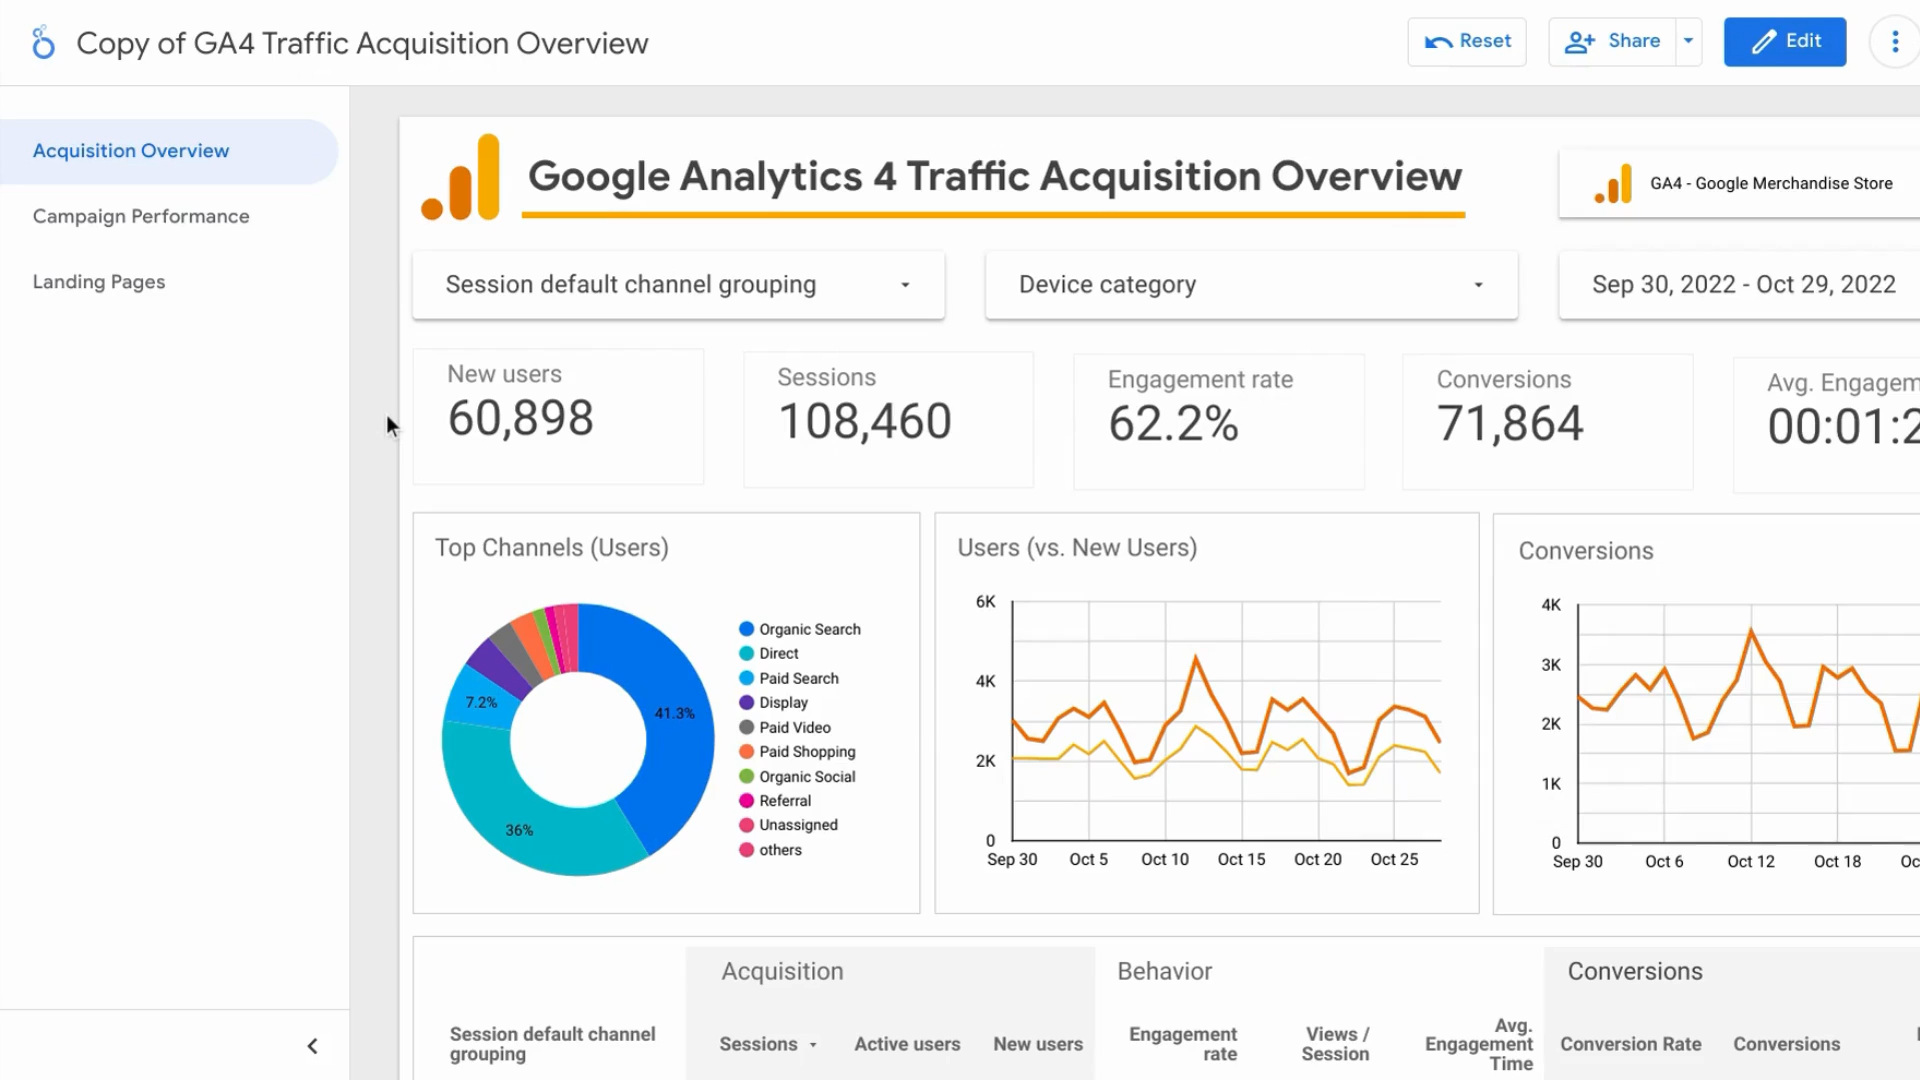 Copy of GA4 Traffic Acquisition Overview
Reset
Share
Edit
Acquisition Overview
Campaign Performance
Landing Pages
Google Analytics 4 Traffic Acquisition Overview
GA4 - Google Merchandise Store
Session default channel grouping
Device category
Sep 30, 2022 - Oct 29, 2022
New users
60,898
Sessions
108,460
Engagement rate
62.2%
Conversions
71,864
Avg. Engagem
00:01:2
Top Channels (Users)
41.3%
36%
7.2%
Organic Search
Direct
Paid Search
Display
Paid Video
Paid Shopping
Organic Social
Referral
Unassigned
others
Users (vs. New Users)
6K
4K
2K
0
Sep 30 Oct 5 Oct 10 Oct 15 Oct 20 Oct 25
Conversions
4K
3K
2K
1K
0
Sep 30 Oct 6 Oct 12 Oct 18 Oc
Acquisition
Behavior
Conversions
Session default channel
grouping
Sessions
Active users
New users
Engagement
rate
Views /
Session
Avg.
Engagement
Time
Conversion Rate
Conversions